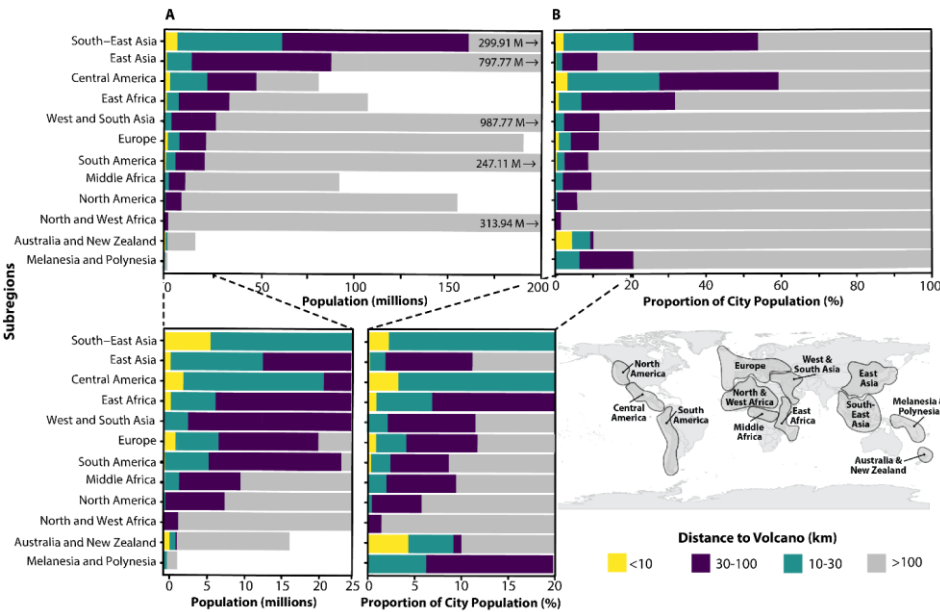 A
B
Subregions
South−East Asia
East Asia
Central America
East Africa
West and South Asia
Europe
South America
Middle Africa
North America
North and West Africa
Australia and New Zealand
Melanesia and Polynesia
299.91 M→
797.77 M→
987.77 M→
247.11 M→
313.94 M→
0 50 100 150 200
Population (millions)
0 20 40 60 80 100
Proportion of City Population (%)
South−East Asia
East Asia
Central America
East Africa
West and South Asia
Europe
South America
Middle Africa
North America
North and West Africa
Australia and New Zealand
Melanesia and Polynesia
0 5 10 15 20 25
Population (millions)
0 5 10 15 20
Proportion of City Population (%)
North
America
Central
America
South
America
Europe
North &
West Africa
Middle
Africa
East
Africa
West &
South Asia
East
Asia
South-
East
Asia
Melanesia &
Polynesia
Australia &
New Zealand
Distance to Volcano (km)
<10 30-100 10-30 >100